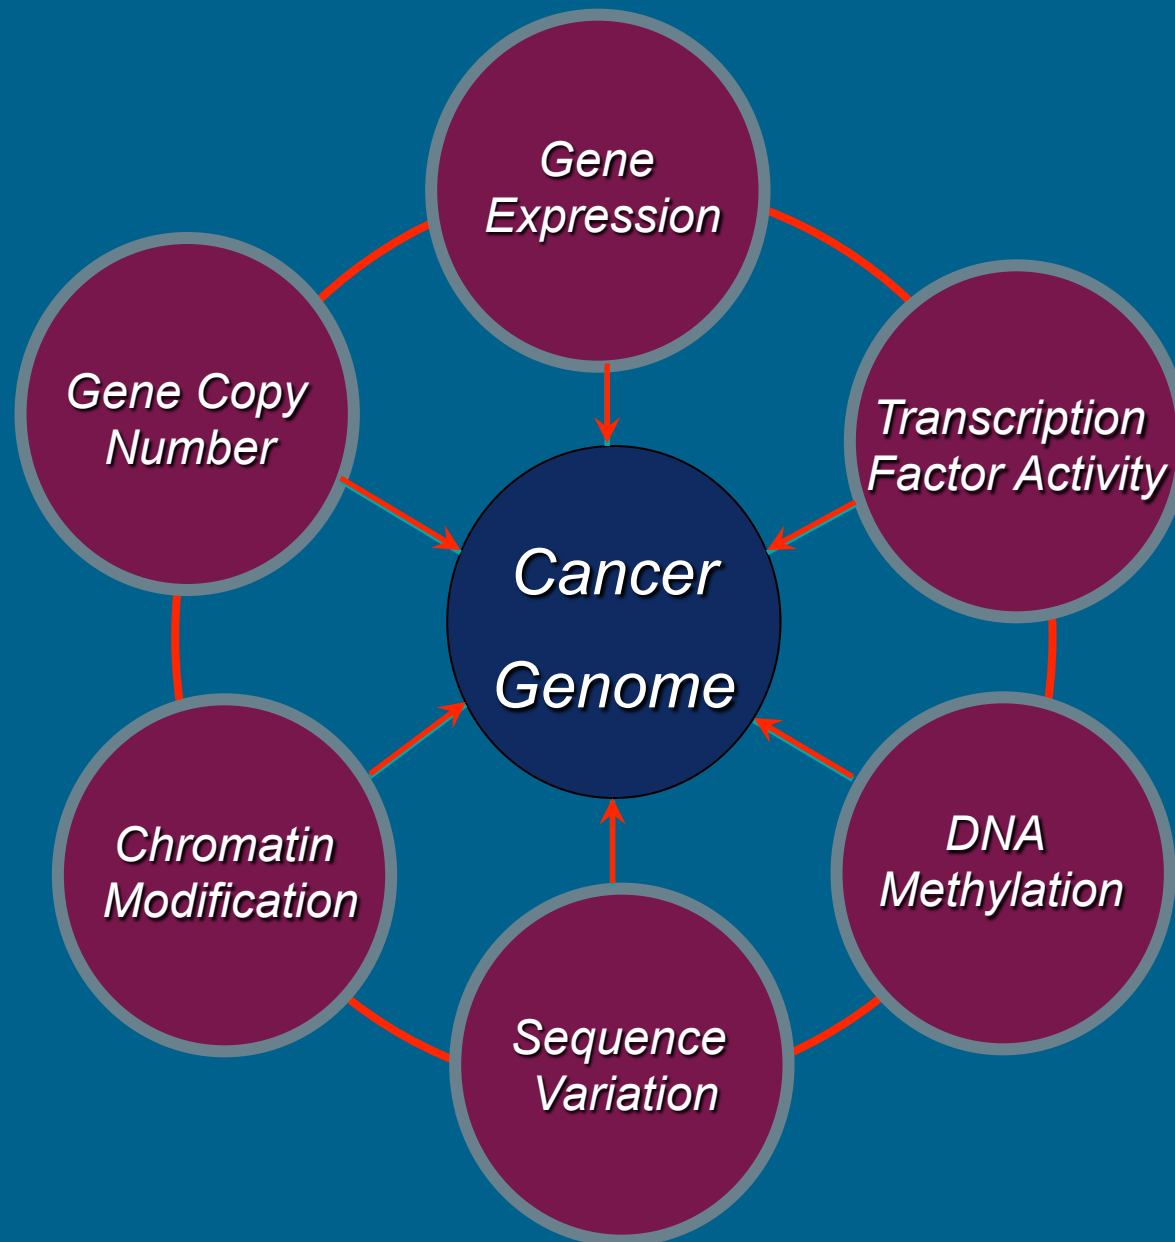 Gene
Expression
Gene Copy
Number
Transcription
Factor Activity
Cancer
Genome
Chromatin
Modification
DNA
Methylation
Sequence
Variation